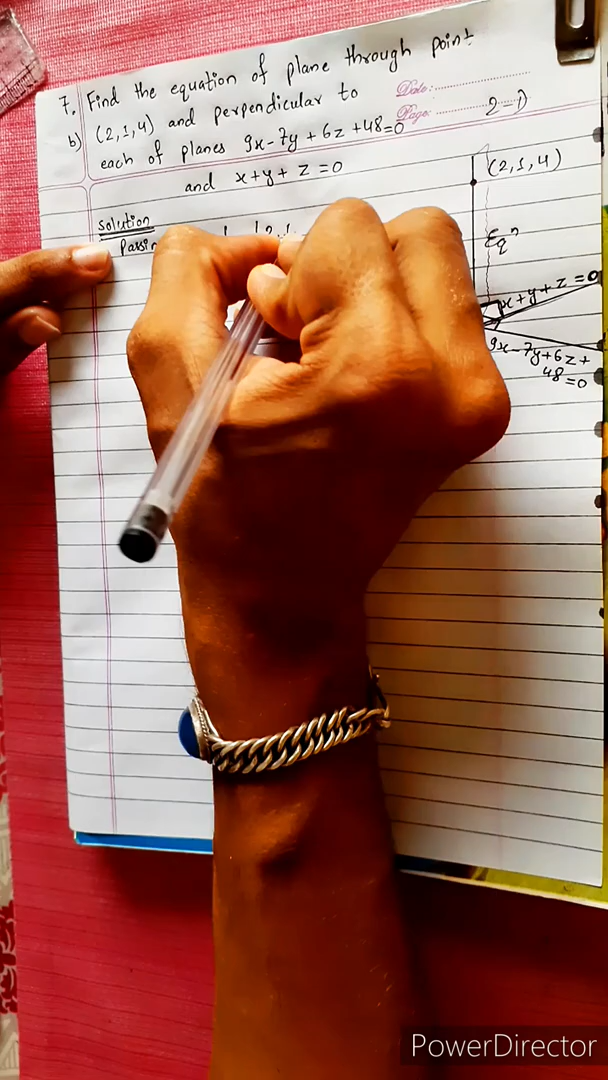 7. Find the equation of plane through point
b) (2,1,4) and perpendicular to
each of planes 9x-7y+6z+48=0
and x+y+z=0
Date:
Page:
2-D
(2,1,4)
Eqⁿ
x+y+z=0
9x-7y+6z+
48=0
Solution
PowerDirector